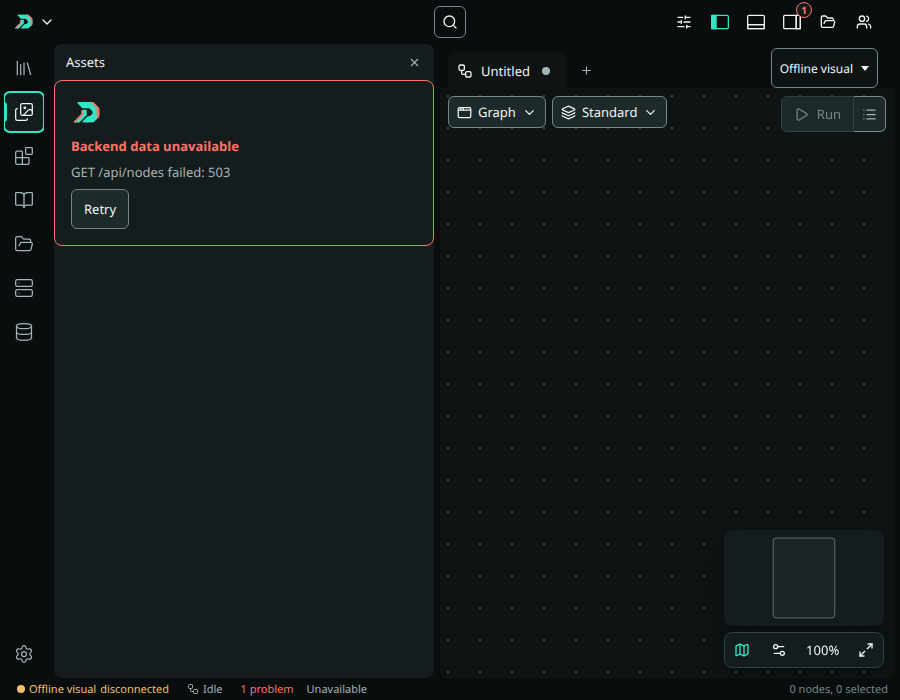 1
Assets
Untitled
Offline visual
Graph
Standard
Run
Backend data unavailable
GET /api/nodes failed: 503
Retry
100%
Offline visual disconnected
Idle
1 problem
Unavailable
0 nodes, 0 selected